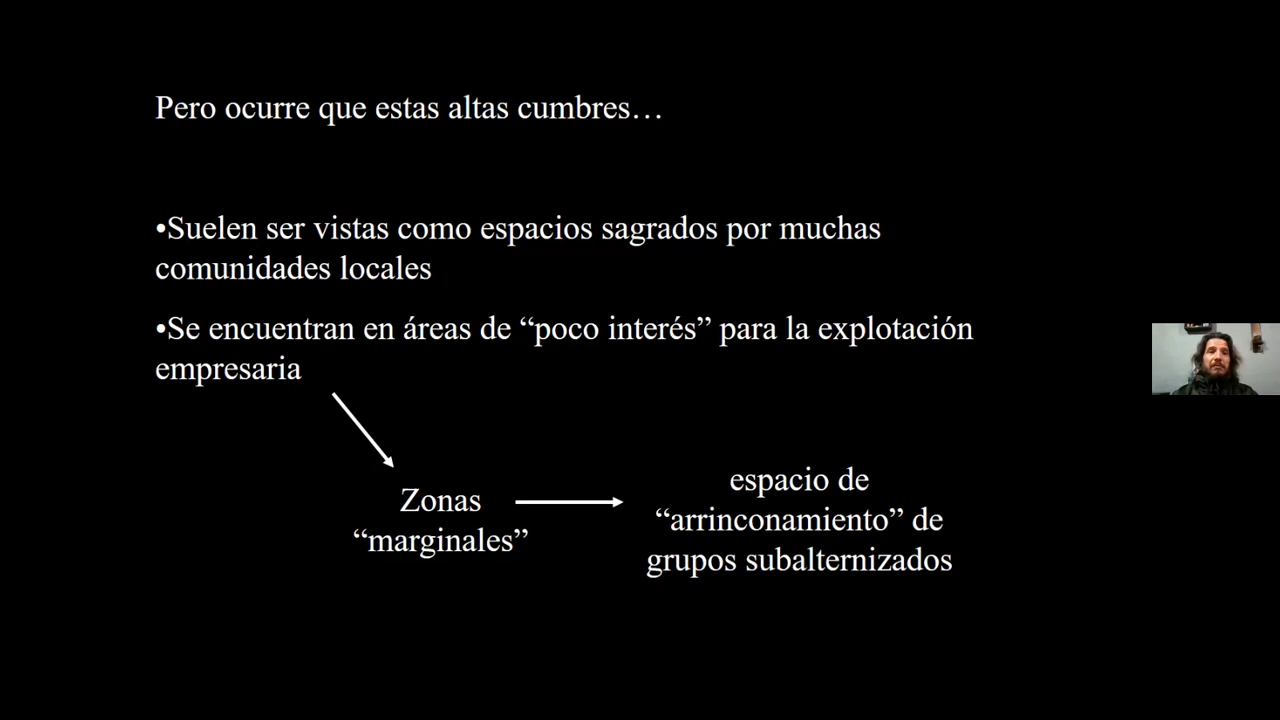 Pero ocurre que estas altas cumbres…
•Suelen ser vistas como espacios sagrados por muchas
comunidades locales
•Se encuentran en áreas de “poco interés” para la explotación
empresaria
Zonas
“marginales”
espacio de
“arrinconamiento” de
grupos subalternizados